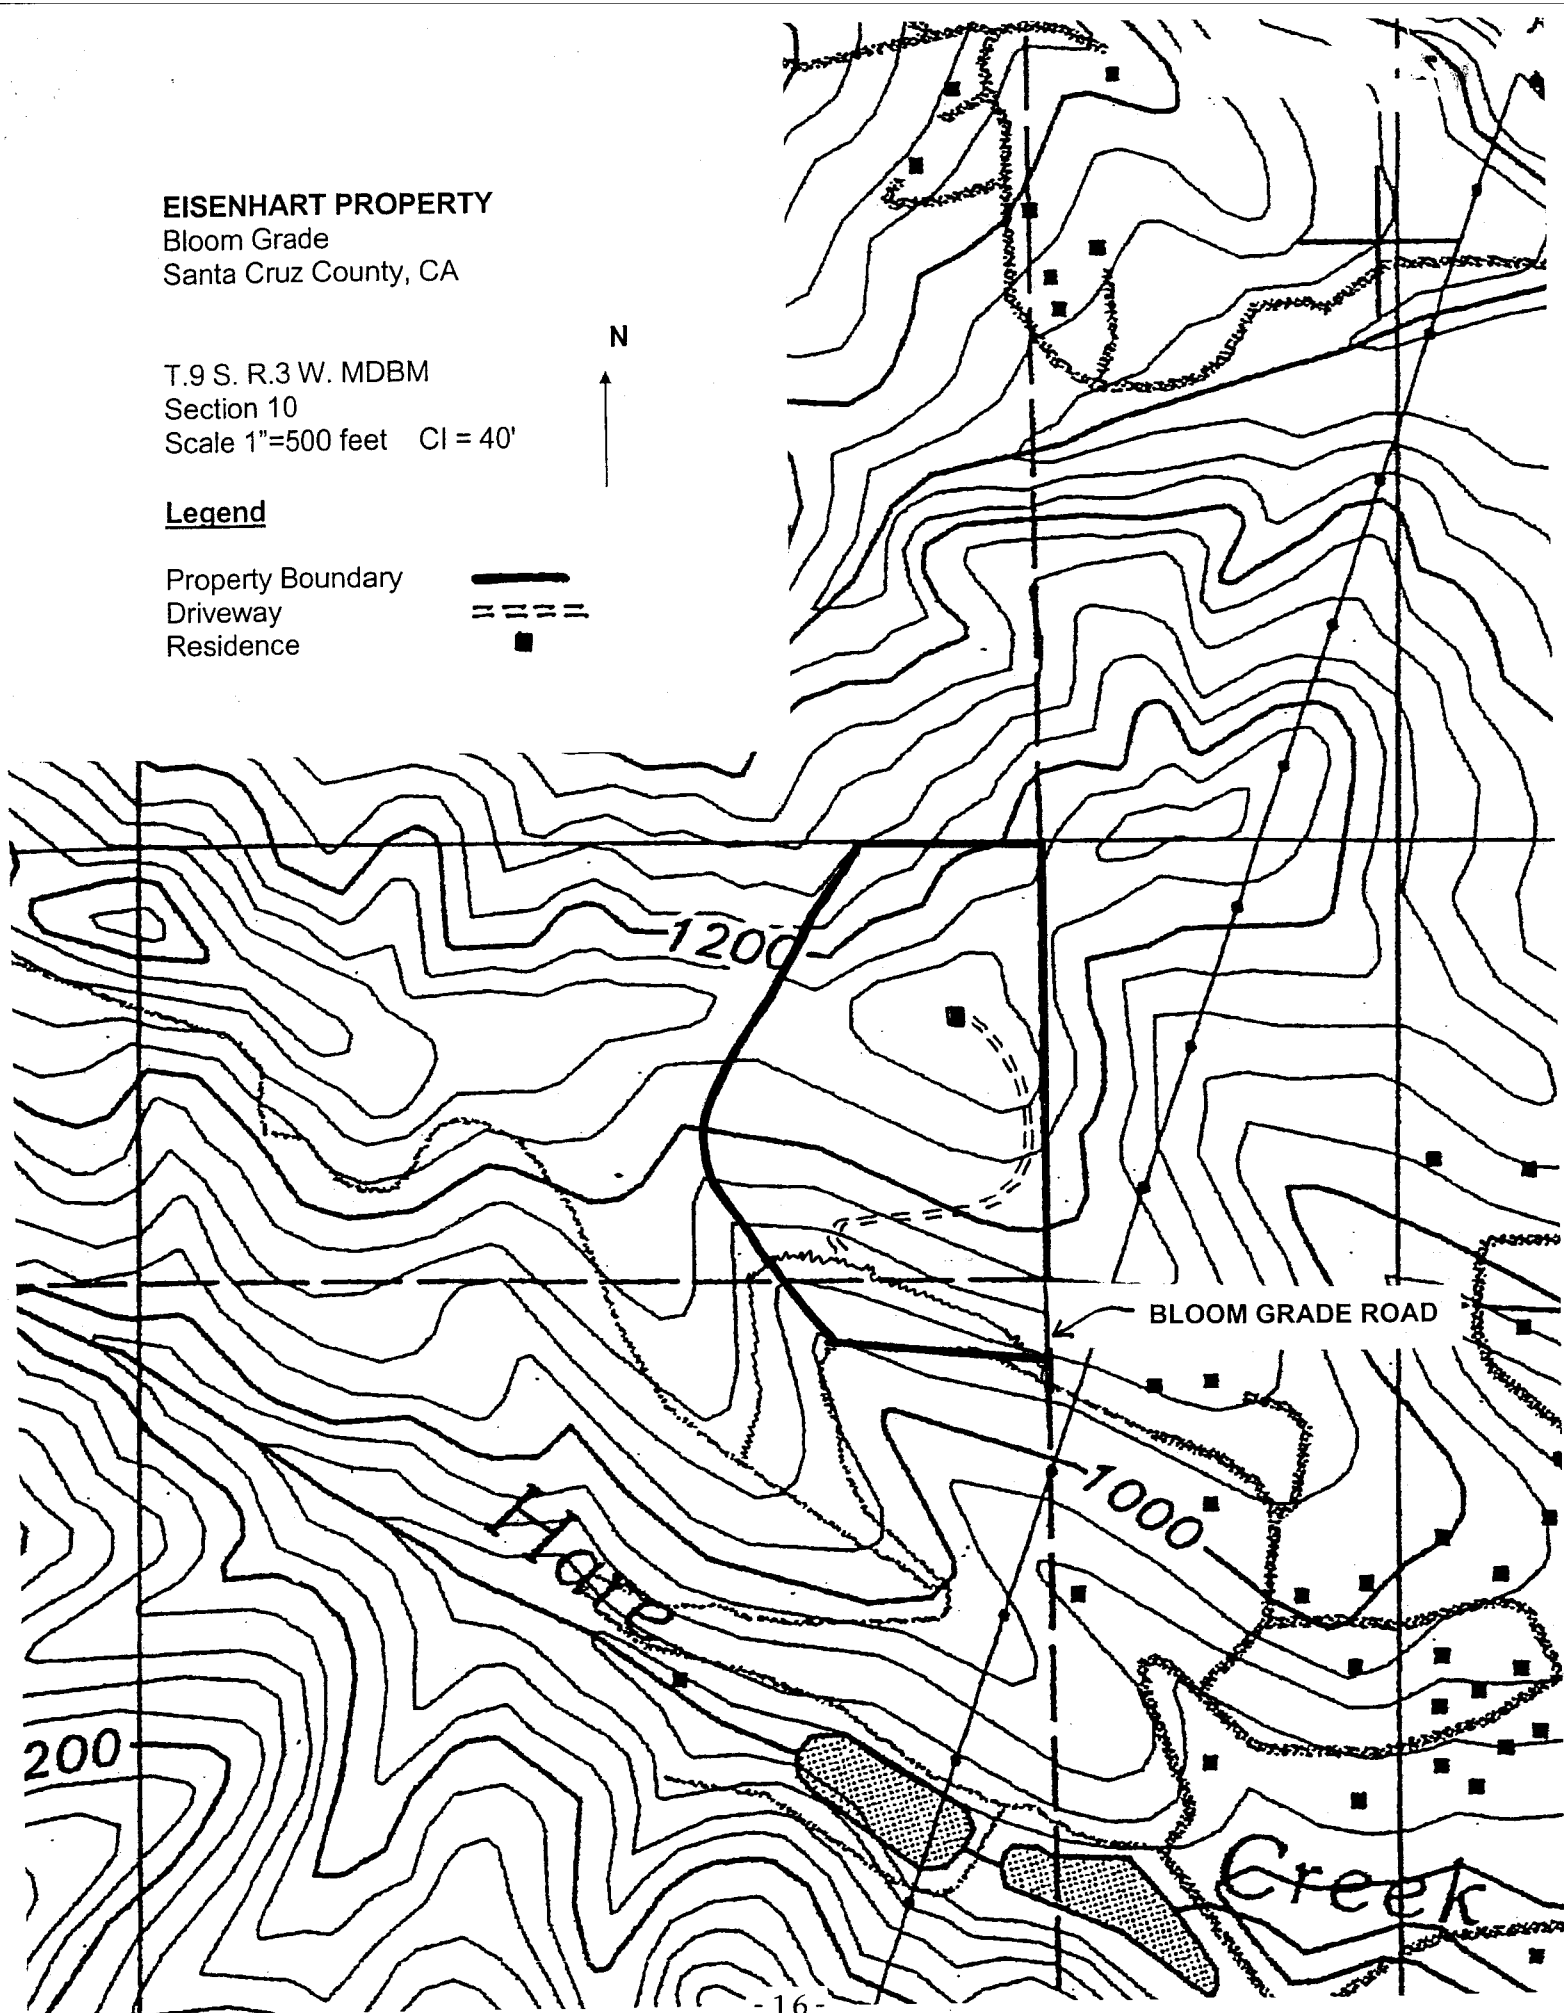 EISENHART PROPERTY
Bloom Grade
Santa Cruz County, CA
N
T.9 S. R.3 W. MDBM
Section 10
Scale 1"=500 feet CI = 40'
Legend
Property Boundary
Driveway
Residence
1200
BLOOM GRADE ROAD
1000
Hare
200
Creek
- 16 -